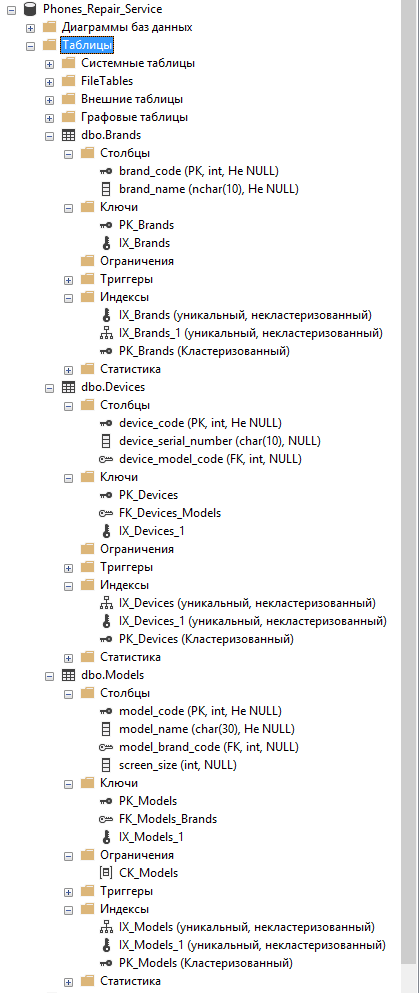 Phones_Repair_Service
Диаграммы баз данных
Таблицы
Системные таблицы
FileTables
Внешние таблицы
Графовые таблицы
dbo.Brands
Столбцы
brand_code (PK, int, Не NULL)
brand_name (nchar(10), Не NULL)
Ключи
PK_Brands
IX_Brands
Ограничения
Триггеры
Индексы
IX_Brands (уникальный, некластеризованный)
IX_Brands_1 (уникальный, некластеризованный)
PK_Brands (Кластеризованный)
Статистика
dbo.Devices
Столбцы
device_code (PK, int, Не NULL)
device_serial_number (char(10), NULL)
device_model_code (FK, int, NULL)
Ключи
PK_Devices
FK_Devices_Models
IX_Devices_1
Ограничения
Триггеры
Индексы
IX_Devices (уникальный, некластеризованный)
IX_Devices_1 (уникальный, некластеризованный)
PK_Devices (Кластеризованный)
Статистика
dbo.Models
Столбцы
model_code (PK, int, Не NULL)
model_name (char(30), Не NULL)
model_brand_code (FK, int, NULL)
screen_size (int, NULL)
Ключи
PK_Models
FK_Models_Brands
IX_Models_1
Ограничения
CK_Models
Триггеры
Индексы
IX_Models (уникальный, некластеризованный)
IX_Models_1 (уникальный, некластеризованный)
PK_Models (Кластеризованный)
Статистика